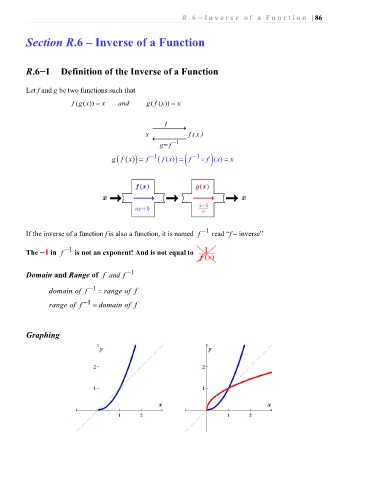 R.6–Inverse of a Function | 86
Section R.6 – Inverse of a Function
R.6–1 Definition of the Inverse of a Function
Let f and g be two functions such that
f(g(x)) = x and g(f(x)) = x
f
x f(x)
g=f⁻¹
g(f(x)) = f⁻¹(f(x)) = (f⁻¹ ∘ f)(x) = x
f(x) g(x)
x x
ax+b (x−b)/a
If the inverse of a function f is also a function, it is named f⁻¹ read “f – inverse”
The −1 in f⁻¹ is not an exponent! And is not equal to 1/f(x)
Domain and Range of f and f⁻¹
domain of f⁻¹ = range of f
range of f⁻¹ = domain of f
Graphing
y y
2 2
1 1
x x
1 2 1 2